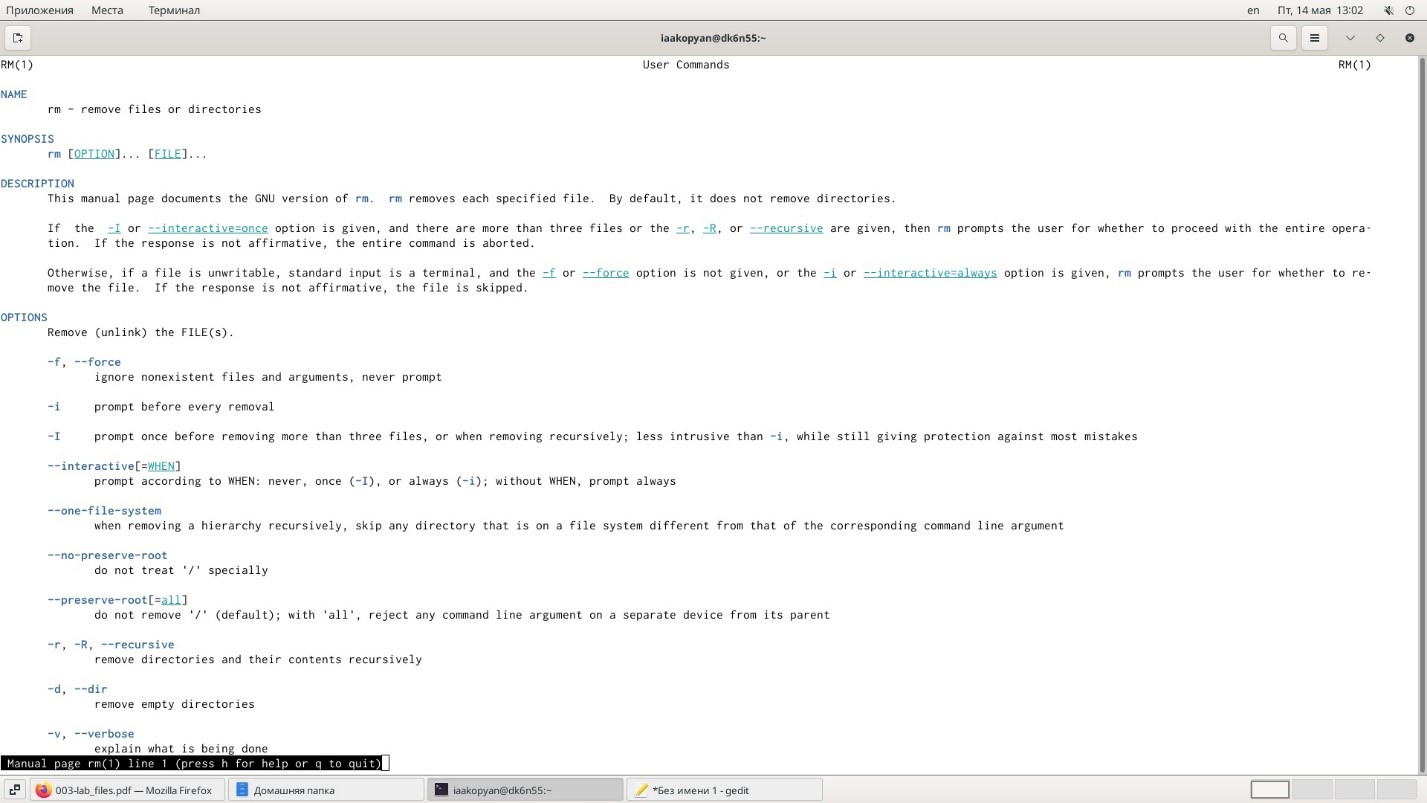 Приложения Места Терминал en Пт, 14 мая 13:02
iaakopyan@dk6n55:~
RM(1) User Commands RM(1)
NAME
rm - remove files or directories
SYNOPSIS
rm [OPTION]... [FILE]...
DESCRIPTION
This manual page documents the GNU version of rm. rm removes each specified file. By default, it does not remove directories.
If the -I or --interactive=once option is given, and there are more than three files or the -r, -R, or --recursive are given, then rm prompts the user for whether to proceed with the entire opera-
tion. If the response is not affirmative, the entire command is aborted.
Otherwise, if a file is unwritable, standard input is a terminal, and the -f or --force option is not given, or the -i or --interactive=always option is given, rm prompts the user for whether to re-
move the file. If the response is not affirmative, the file is skipped.
OPTIONS
Remove (unlink) the FILE(s).
-f, --force
ignore nonexistent files and arguments, never prompt
-i prompt before every removal
-I prompt once before removing more than three files, or when removing recursively; less intrusive than -i, while still giving protection against most mistakes
--interactive[=WHEN]
prompt according to WHEN: never, once (-I), or always (-i); without WHEN, prompt always
--one-file-system
when removing a hierarchy recursively, skip any directory that is on a file system different from that of the corresponding command line argument
--no-preserve-root
do not treat '/' specially
--preserve-root[=all]
do not remove '/' (default); with 'all', reject any command line argument on a separate device from its parent
-r, -R, --recursive
remove directories and their contents recursively
-d, --dir
remove empty directories
-v, --verbose
explain what is being done
Manual page rm(1) line 1 (press h for help or q to quit)
003-lab_files.pdf — Mozilla Firefox Домашняя папка iaakopyan@dk6n55:~ *Без имени 1 - gedit